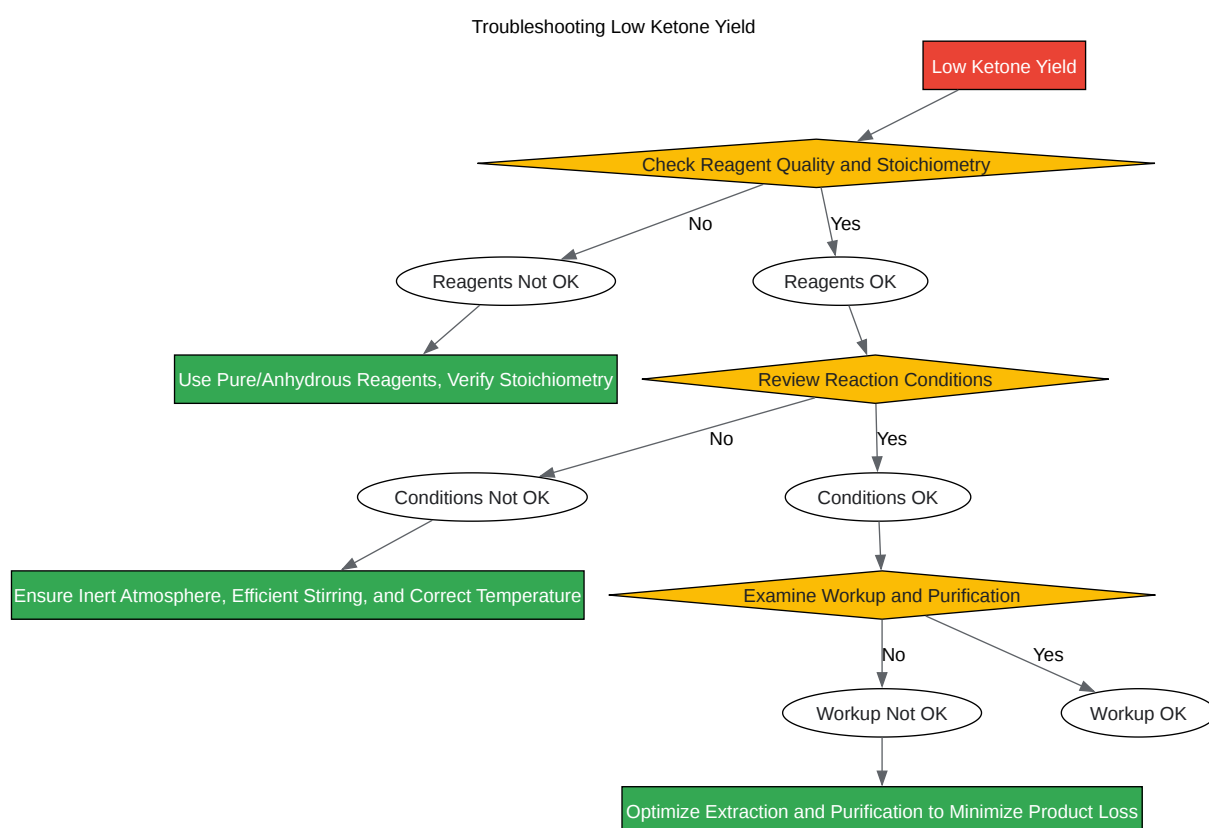 Troubleshooting Low Ketone Yield
Low Ketone Yield
Check Reagent Quality and Stoichiometry
No
Yes
Reagents Not OK
Reagents OK
Use Pure/Anhydrous Reagents, Verify Stoichiometry
Review Reaction Conditions
No
Yes
Conditions Not OK
Conditions OK
Ensure Inert Atmosphere, Efficient Stirring, and Correct Temperature
Examine Workup and Purification
No
Yes
Workup Not OK
Workup OK
Optimize Extraction and Purification to Minimize Product Loss